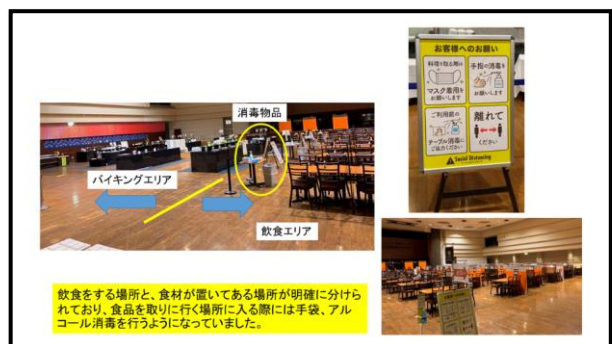 消毒物品
バイキングエリア
飲食エリア
お客様へのお願い
料理を取る際は
マスク着用を
お願いします
手指の消毒を
お願いします
ご利用前の
テーブル消毒に
ご協力ください
離れて
ください
Social Distancing
飲食をする場所と、食材が置いてある場所が明確に分けら
れており、食品を取りに行く場所に入る際には手袋、アル
コール消毒を行うようになっていました。